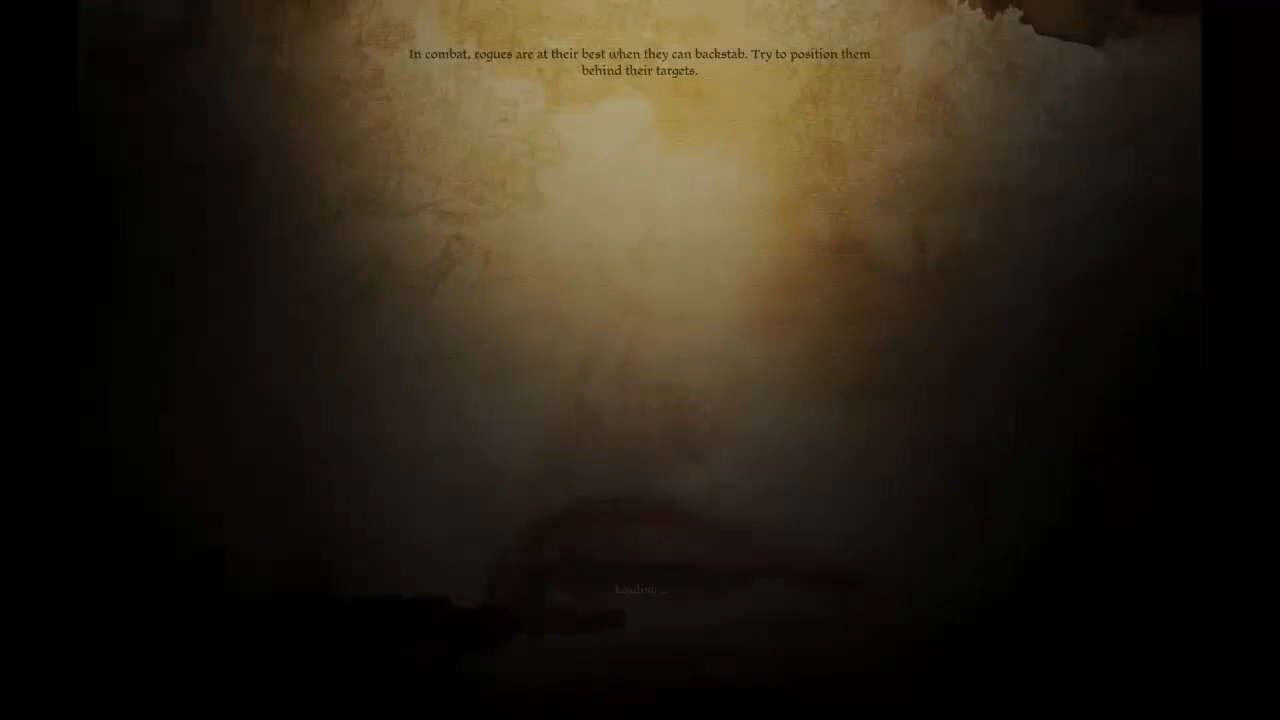 In combat, rogues are at their best when they can backstab. Try to position them
behind their targets.
Loading...